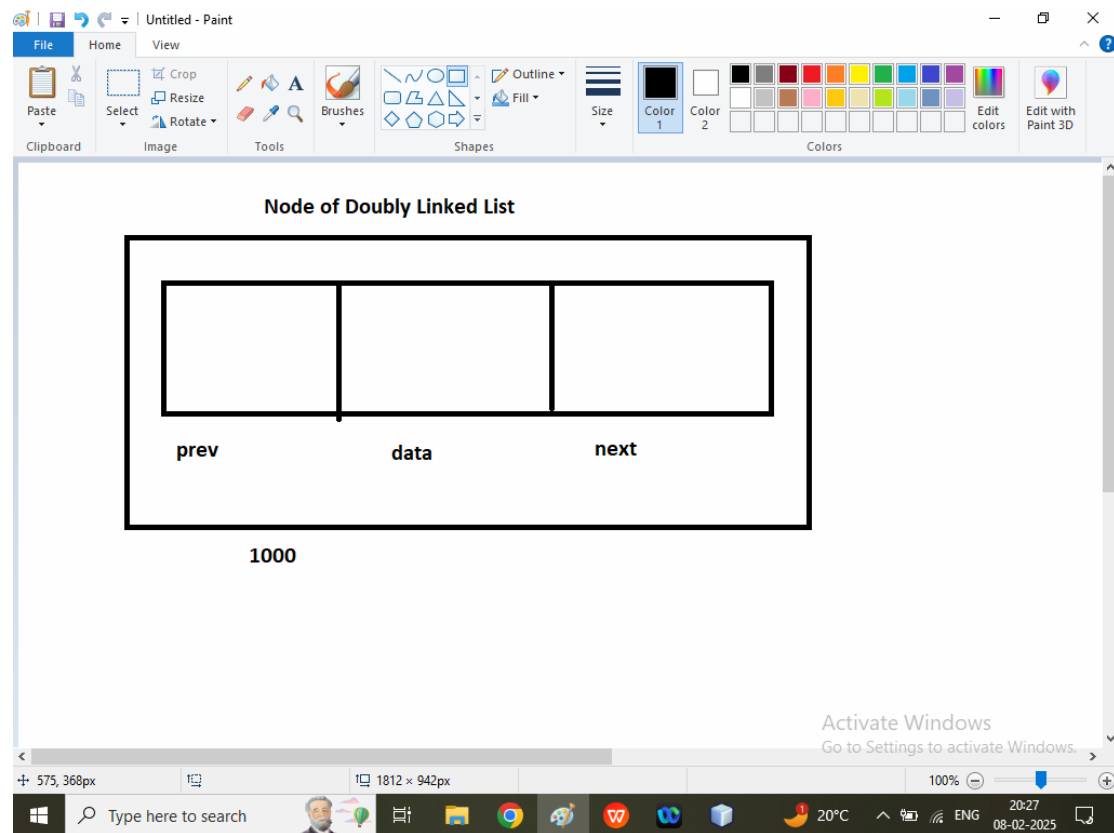 Untitled - Paint
File Home View
Paste
Clipboard
Select
Crop
Resize
Rotate
Image
A
Tools
Brushes
Outline
Fill
Shapes
Size
Color 1
Color 2
Edit colors
Colors
Edit with Paint 3D
?
Node of Doubly Linked List
prev data next
1000
Activate Windows
Go to Settings to activate Windows.
575, 368px 1812 × 942px 100%
Type here to search 1 20°C ENG 20:27
08-02-2025